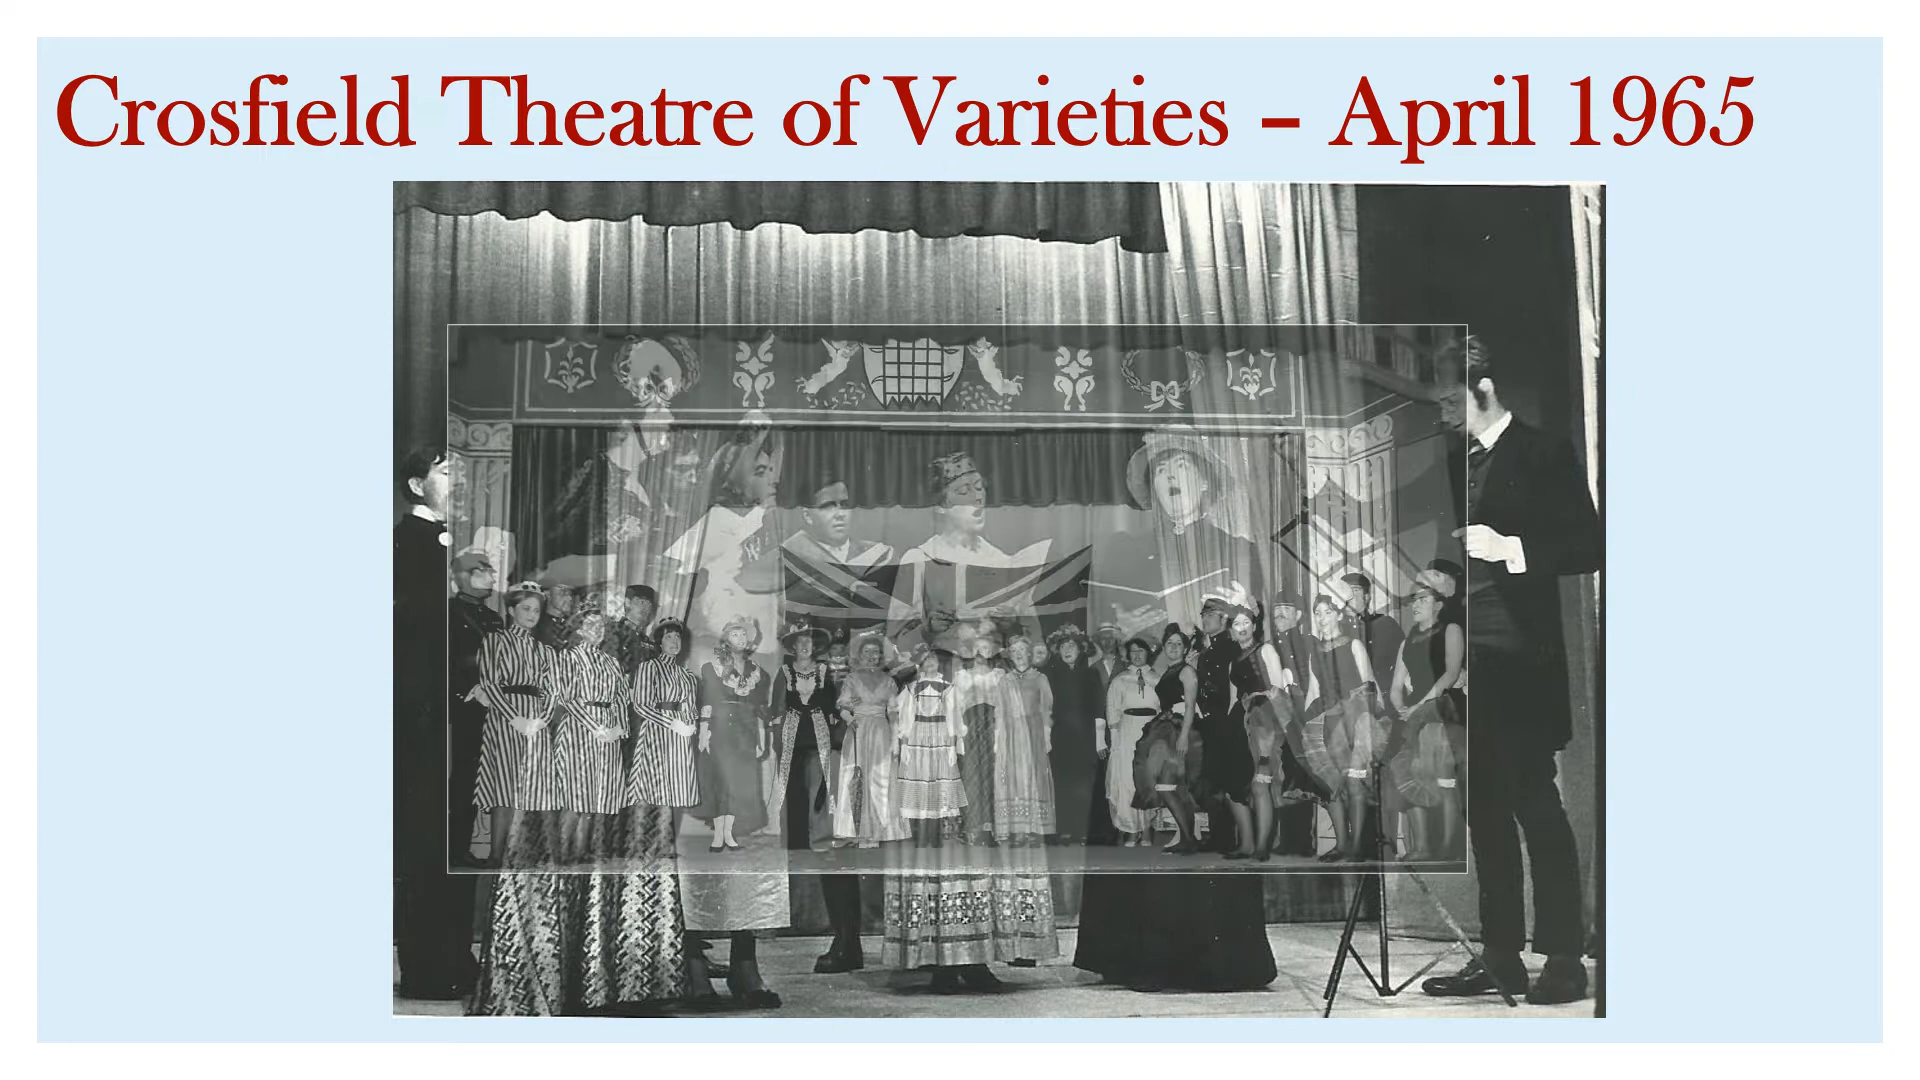 Crosfield Theatre of Varieties – April 1965